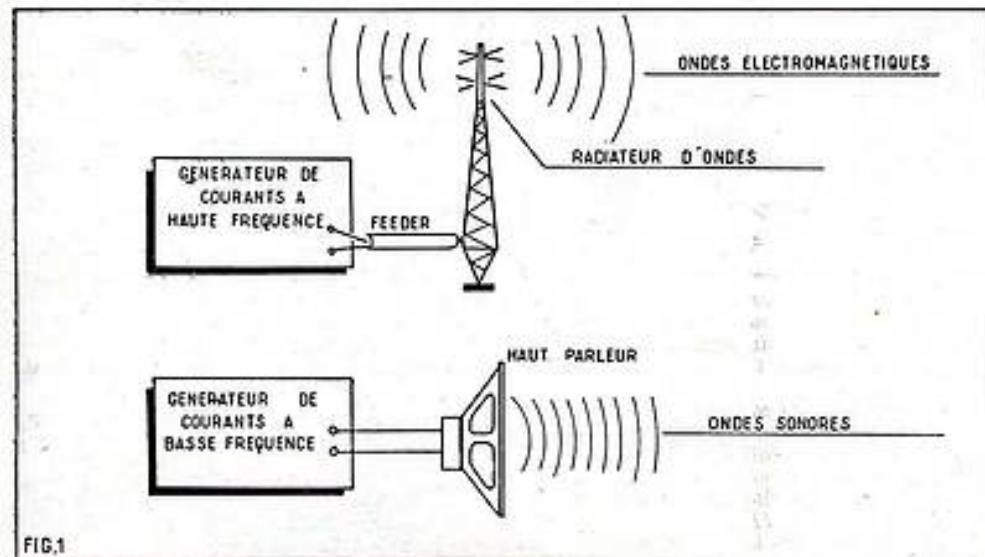 ONDES ÉLECTROMAGNETIQUES
RADIATEUR D'ONDES
GENERATEUR DE
COURANTS A
HAUTE FREQUENCE
FEEDER
HAUT PARLEUR
GENERATEUR DE
COURANTS A
BASSE FREQUENCE
ONDES SONORES
FIG,1